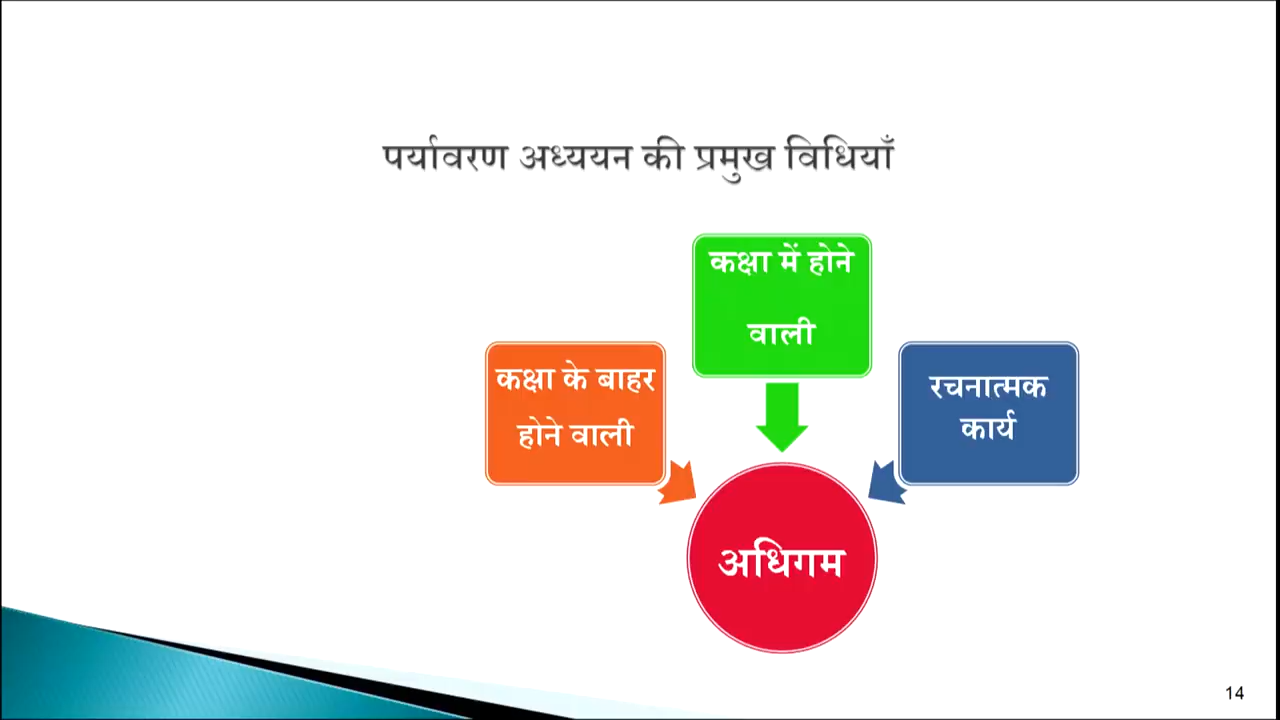 पर्यावरण अध्ययन की प्रमुख विधियाँ
कक्षा में होने
वाली
कक्षा के बाहर
होने वाली
रचनात्मक
कार्य
अधिगम
14